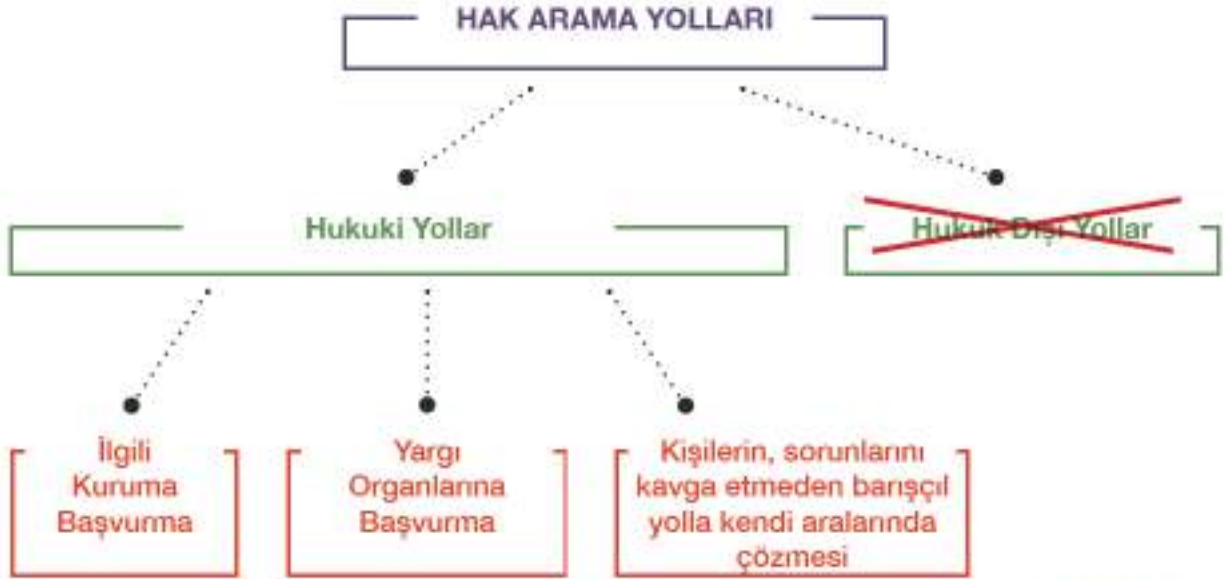 HAK ARAMA YOLLARI
Hukuki Yollar
Hukuk Dışı Yollar
İlgili
Kuruma
Başvurma
Yargı
Organlarına
Başvurma
Kişilerin, sorunlarını
kavga etmeden barışçıl
yolla kendi aralarında
çözmesi